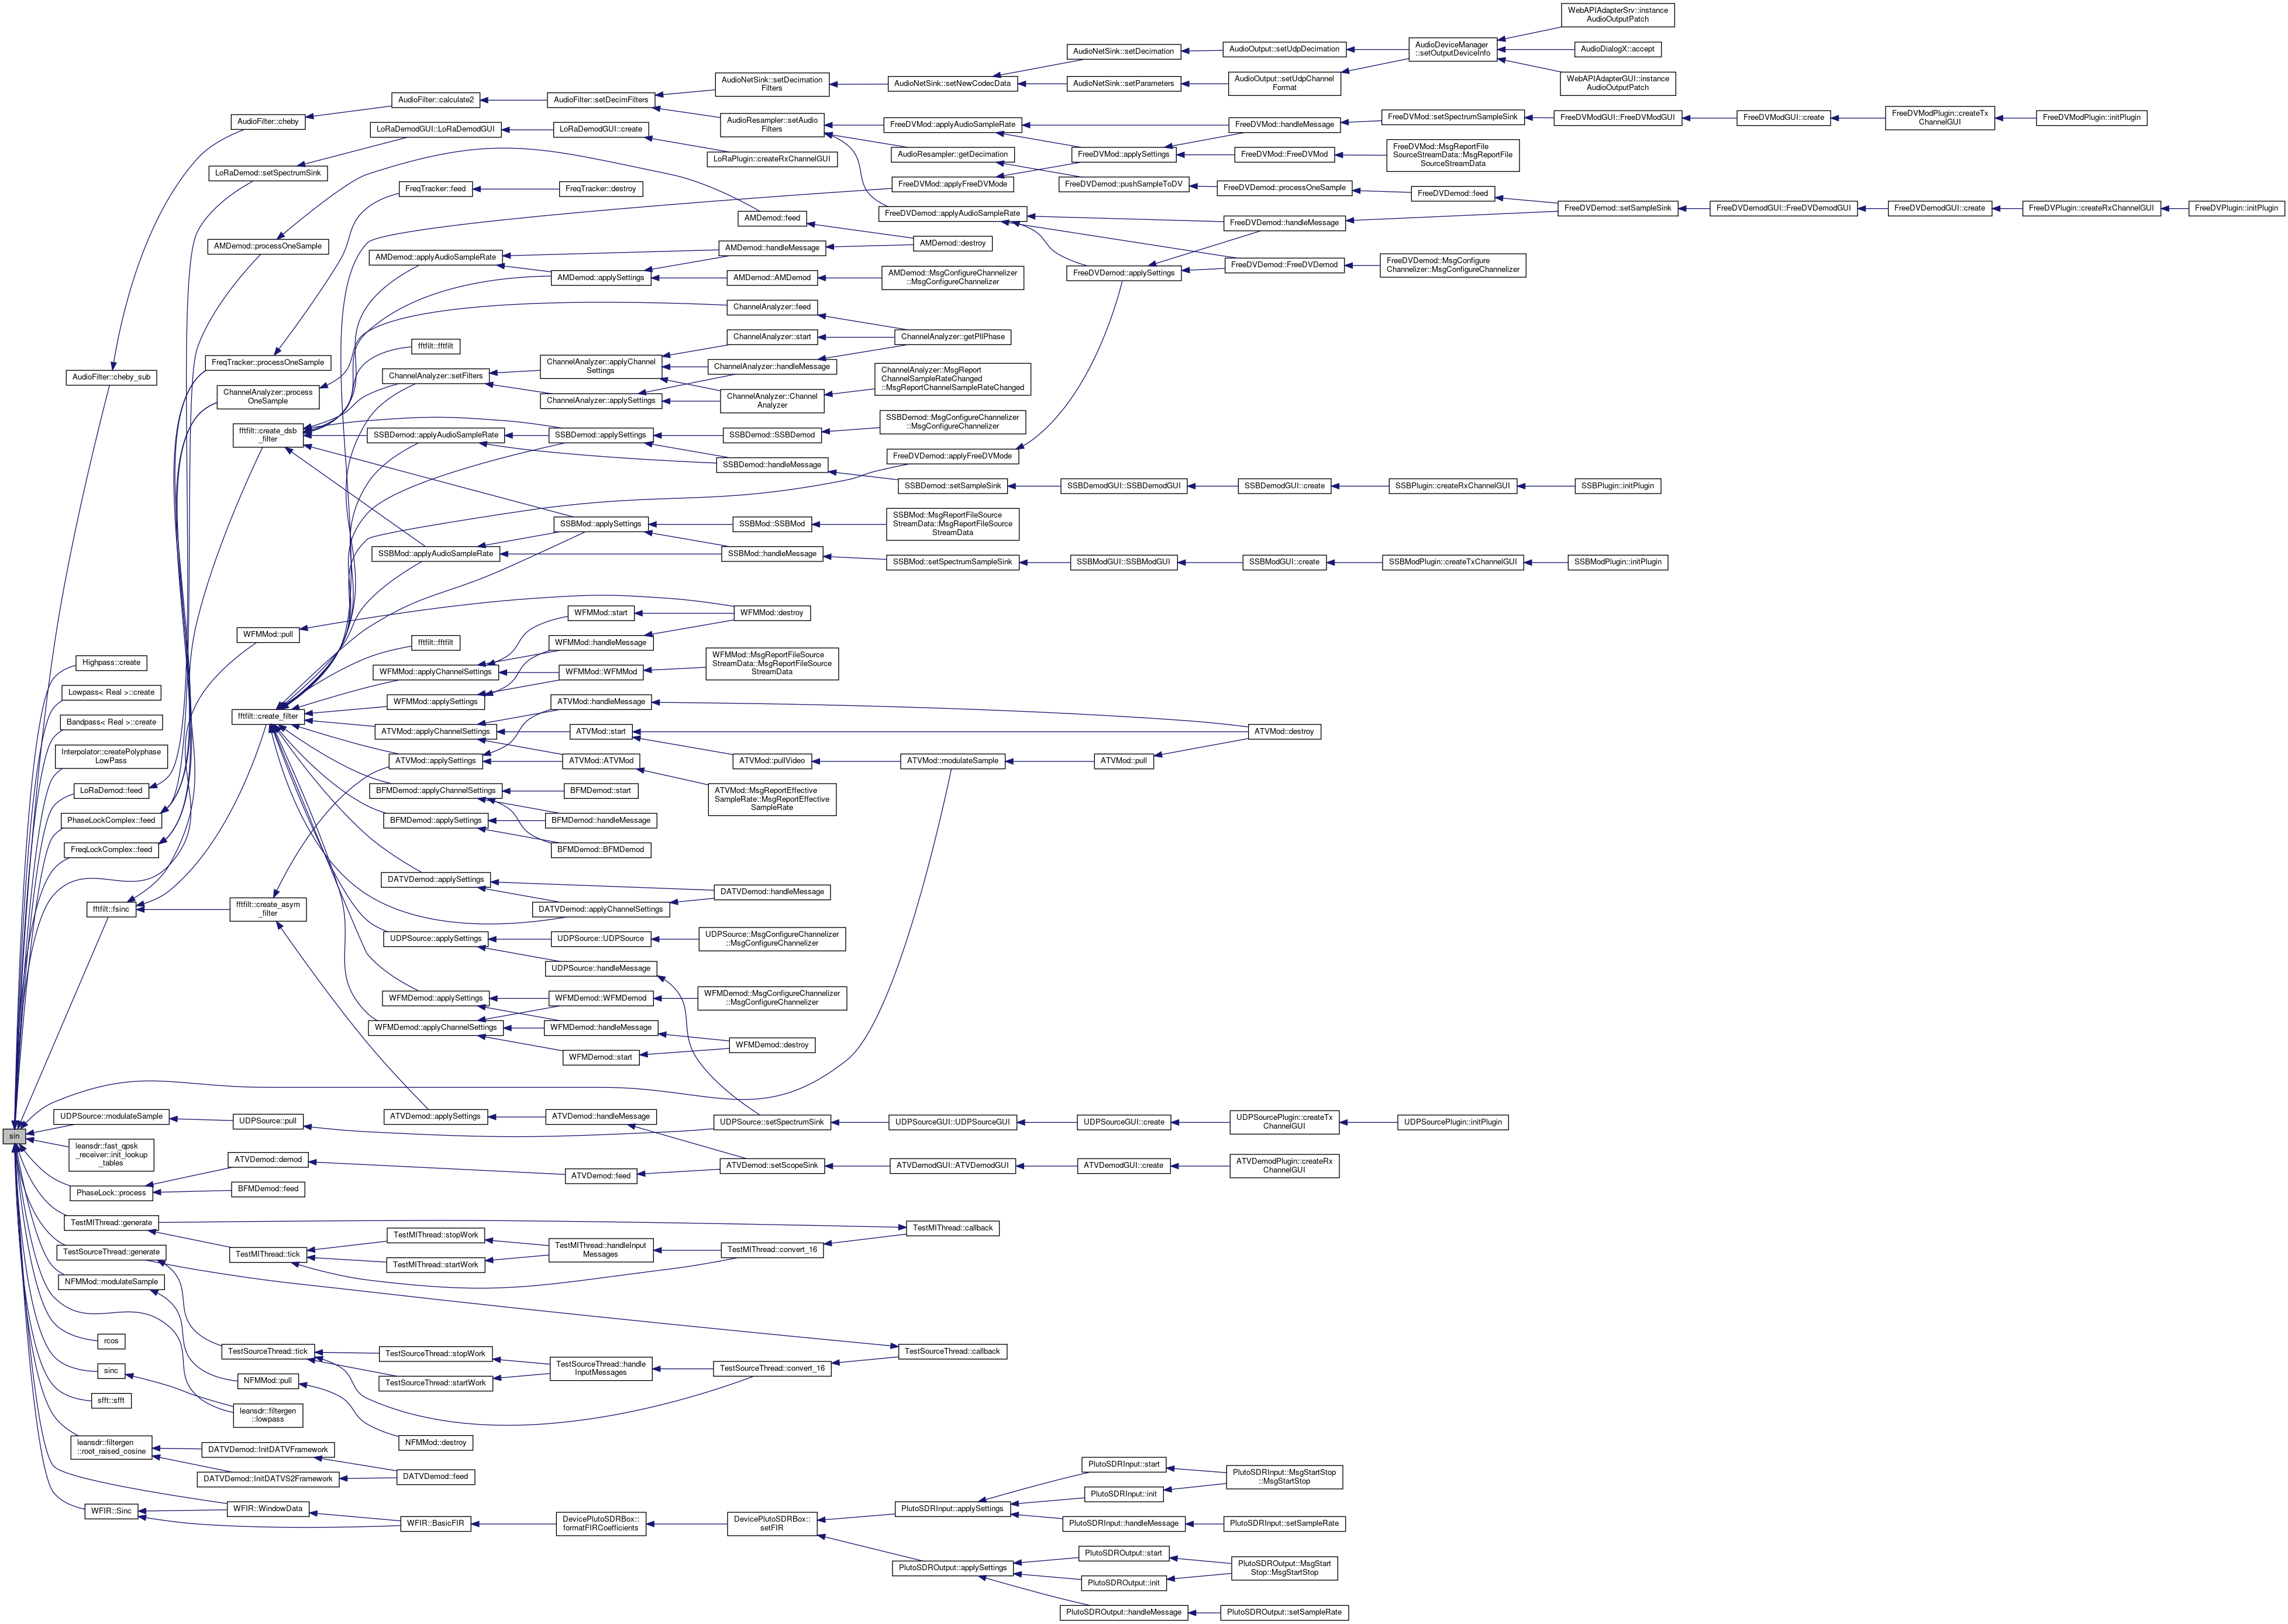 WebAPIAdapterSrv::instance
AudioOutputPatch
AudioNetSink::setDecimation
AudioOutput::setUdpDecimation
AudioDeviceManager
::setOutputDeviceInfo
AudioDialogX::accept
AudioNetSink::setDecimation
Filters
AudioNetSink::setNewCodecData
AudioNetSink::setParameters
AudioOutput::setUdpChannel
Format
WebAPIAdapterGUI::instance
AudioOutputPatch
AudioFilter::calculate2
AudioFilter::setDecimFilters
AudioFilter::cheby
LoRaDemodGUI::LoRaDemodGUI
LoRaDemodGUI::create
AudioResampler::setAudio
Filters
FreeDVMod::applyAudioSampleRate
FreeDVMod::handleMessage
FreeDVMod::setSpectrumSampleSink
FreeDVModGUI::FreeDVModGUI
FreeDVModGUI::create
FreeDVModPlugin::createTx
ChannelGUI
FreeDVModPlugin::initPlugin
LoRaPlugin::createRxChannelGUI
AudioResampler::getDecimation
FreeDVMod::applySettings
FreeDVMod::FreeDVMod
FreeDVMod::MsgReportFile
SourceStreamData::MsgReportFile
SourceStreamData
LoRaDemod::setSpectrumSink
FreqTracker::feed
FreqTracker::destroy
FreeDVMod::applyFreeDVMode
FreeDVDemod::pushSampleToDV
FreeDVDemod::processOneSample
FreeDVDemod::feed
AMDemod::feed
FreeDVDemod::applyAudioSampleRate
FreeDVDemod::handleMessage
FreeDVDemod::setSampleSink
FreeDVDemodGUI::FreeDVDemodGUI
FreeDVDemodGUI::create
FreeDVPlugin::createRxChannelGUI
FreeDVPlugin::initPlugin
AMDemod::processOneSample
AMDemod::applyAudioSampleRate
AMDemod::handleMessage
AMDemod::destroy
AMDemod::applySettings
AMDemod::AMDemod
AMDemod::MsgConfigureChannelizer
::MsgConfigureChannelizer
FreeDVDemod::applySettings
FreeDVDemod::FreeDVDemod
FreeDVDemod::MsgConfigure
Channelizer::MsgConfigureChannelizer
ChannelAnalyzer::feed
fftfilt::fftfilt
ChannelAnalyzer::start
ChannelAnalyzer::getPllPhase
FreqTracker::processOneSample
AudioFilter::cheby_sub
ChannelAnalyzer::setFilters
ChannelAnalyzer::applyChannel
Settings
ChannelAnalyzer::handleMessage
ChannelAnalyzer::MsgReport
ChannelSampleRateChanged
::MsgReportChannelSampleRateChanged
ChannelAnalyzer::process
OneSample
ChannelAnalyzer::applySettings
ChannelAnalyzer::Channel
Analyzer
fftfilt::create_dsb
_filter
SSBDemod::applyAudioSampleRate
SSBDemod::applySettings
SSBDemod::SSBDemod
SSBDemod::MsgConfigureChannelizer
::MsgConfigureChannelizer
SSBDemod::handleMessage
FreeDVDemod::applyFreeDVMode
SSBDemod::setSampleSink
SSBDemodGUI::SSBDemodGUI
SSBDemodGUI::create
SSBPlugin::createRxChannelGUI
SSBPlugin::initPlugin
SSBMod::applySettings
SSBMod::SSBMod
SSBMod::MsgReportFileSource
StreamData::MsgReportFileSource
StreamData
SSBMod::applyAudioSampleRate
SSBMod::handleMessage
SSBMod::setSpectrumSampleSink
SSBModGUI::SSBModGUI
SSBModGUI::create
SSBModPlugin::createTxChannelGUI
SSBModPlugin::initPlugin
WFMMod::start
WFMMod::destroy
WFMMod::pull
fftfilt::fftfilt
WFMMod::handleMessage
Highpass::create
WFMMod::applyChannelSettings
WFMMod::WFMMod
WFMMod::MsgReportFileSource
StreamData::MsgReportFileSource
StreamData
Lowpass< Real >::create
WFMMod::applySettings
ATVMod::handleMessage
Bandpass< Real >::create
fftfilt::create_filter
ATVMod::applyChannelSettings
ATVMod::start
ATVMod::destroy
Interpolator::createPolyphase
LowPass
ATVMod::applySettings
ATVMod::ATVMod
ATVMod::pullVideo
ATVMod::modulateSample
ATVMod::pull
LoRaDemod::feed
BFMDemod::applyChannelSettings
BFMDemod::start
ATVMod::MsgReportEffective
SampleRate::MsgReportEffective
SampleRate
PhaseLockComplex::feed
BFMDemod::applySettings
BFMDemod::handleMessage
FreqLockComplex::feed
BFMDemod::BFMDemod
DATVDemod::applySettings
DATVDemod::handleMessage
fftfilt::fsinc
fftfilt::create_asym
_filter
DATVDemod::applyChannelSettings
UDPSource::applySettings
UDPSource::UDPSource
UDPSource::MsgConfigureChannelizer
::MsgConfigureChannelizer
UDPSource::handleMessage
WFMDemod::applySettings
WFMDemod::WFMDemod
WFMDemod::MsgConfigureChannelizer
::MsgConfigureChannelizer
WFMDemod::applyChannelSettings
WFMDemod::handleMessage
WFMDemod::start
WFMDemod::destroy
UDPSource::modulateSample
UDPSource::pull
ATVDemod::applySettings
ATVDemod::handleMessage
UDPSource::setSpectrumSink
UDPSourceGUI::UDPSourceGUI
UDPSourceGUI::create
UDPSourcePlugin::createTx
ChannelGUI
UDPSourcePlugin::initPlugin
sin
leansdr::fast_qpsk
_receiver::init_lookup
_tables
ATVDemod::demod
ATVDemod::feed
ATVDemod::setScopeSink
ATVDemodGUI::ATVDemodGUI
ATVDemodGUI::create
ATVDemodPlugin::createRx
ChannelGUI
PhaseLock::process
BFMDemod::feed
TestMIThread::generate
TestMIThread::callback
TestMIThread::stopWork
TestSourceThread::generate
TestMIThread::tick
TestMIThread::handleInput
Messages
TestMIThread::convert_16
TestMIThread::startWork
NFMMod::modulateSample
rcos
TestSourceThread::tick
TestSourceThread::stopWork
TestSourceThread::callback
sinc
TestSourceThread::handle
InputMessages
TestSourceThread::convert_16
NFMMod::pull
TestSourceThread::startWork
sfft::sfft
leansdr::filtergen
::lowpass
leansdr::filtergen
::root_raised_cosine
DATVDemod::InitDATVFramework
NFMMod::destroy
DATVDemod::InitDATVS2Framework
DATVDemod::feed
PlutoSDRInput::start
PlutoSDRInput::MsgStartStop
::MsgStartStop
PlutoSDRInput::init
WFIR::Sinc
WFIR::WindowData
WFIR::BasicFIR
DevicePlutoSDRBox::
formatFIRCoefficients
DevicePlutoSDRBox::
setFIR
PlutoSDRInput::applySettings
PlutoSDRInput::handleMessage
PlutoSDRInput::setSampleRate
PlutoSDROutput::start
PlutoSDROutput::applySettings
PlutoSDROutput::MsgStart
Stop::MsgStartStop
PlutoSDROutput::init
PlutoSDROutput::handleMessage
PlutoSDROutput::setSampleRate